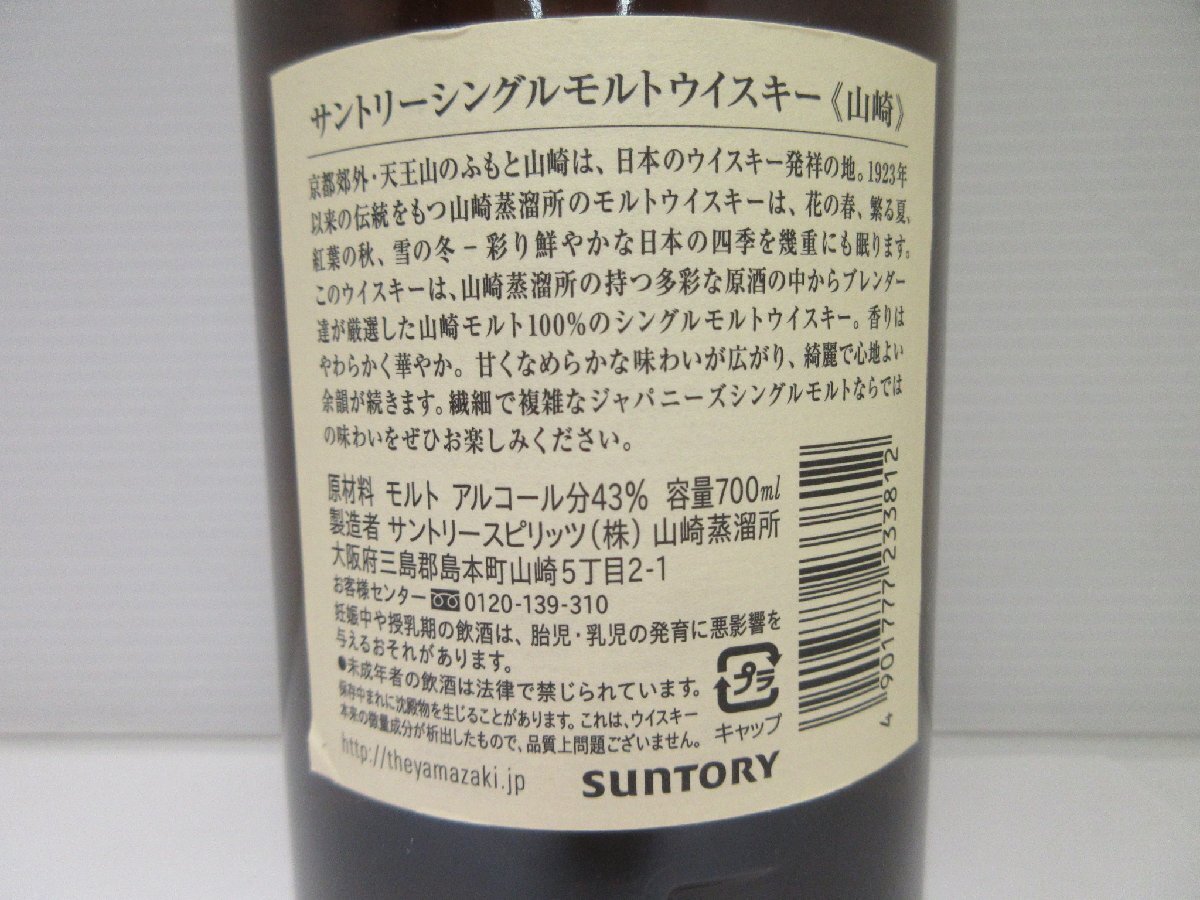 サントリーシングルモルトウイスキー《山崎》
京都郊外・天王山のふもと山崎は、日本のウイスキー発祥の地。1923年
以来の伝統をもつ山崎蒸溜所のモルトウイスキーは、花の春、繁る夏、
紅葉の秋、雪の冬－彩り鮮やかな日本の四季を幾重にも眠ります。
このウイスキーは、山崎蒸溜所の持つ多彩な原酒の中からブレンダー
達が厳選した山崎モルト100%のシングルモルトウイスキー。香りは
やわらかく華やか。甘くなめらかな味わいが広がり、綺麗で心地よい
余韻が続きます。繊細で複雑なジャパニーズシングルモルトならでは
の味わいをぜひお楽しみください。
原材料 モルト アルコール分43% 容量700ml
製造者 サントリースピリッツ(株) 山崎蒸溜所
大阪府三島郡島本町山崎5丁目2-1
お客様センター 0120-139-310
妊娠中や授乳期の飲酒は、胎児・乳児の発育に悪影響を
与えるおそれがあります。
●未成年者の飲酒は法律で禁じられています。
保存中まれに沈殿物を生じることがあります。これは、ウイスキー
本来の微量成分が析出したもので、品質上問題ございません。
プラ
キャップ
http://theyamazaki.jp
SUNTORY
4 901777 233812